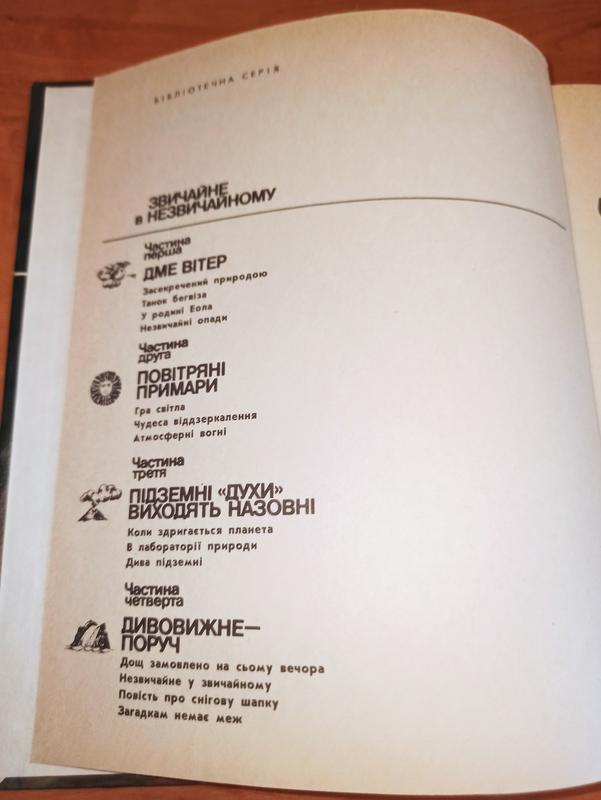 БІБЛІОТЕЧНА СЕРІЯ
ЗВИЧАЙНЕ
В НЕЗВИЧАЙНОМУ
Частина
перша
ДМЕ ВІТЕР
Засекречений природою
Танок бегвіза
У родині Еола
Незвичайні опади
Частина
друга
ПОВІТРЯНІ
ПРИМАРИ
Гра світла
Чудеса віддзеркалення
Атмосферні вогні
Частина
третя
ПІДЗЕМНІ «ДУХИ»
ВИХОДЯТЬ НАЗОВНІ
Коли здригається планета
В лабораторії природи
Дива підземні
Частина
четверта
ДИВОВИЖНЕ—
ПОРУЧ
Дощ замовлено на сьому вечора
Незвичайне у звичайному
Повість про снігову шапку
Загадкам немає меж